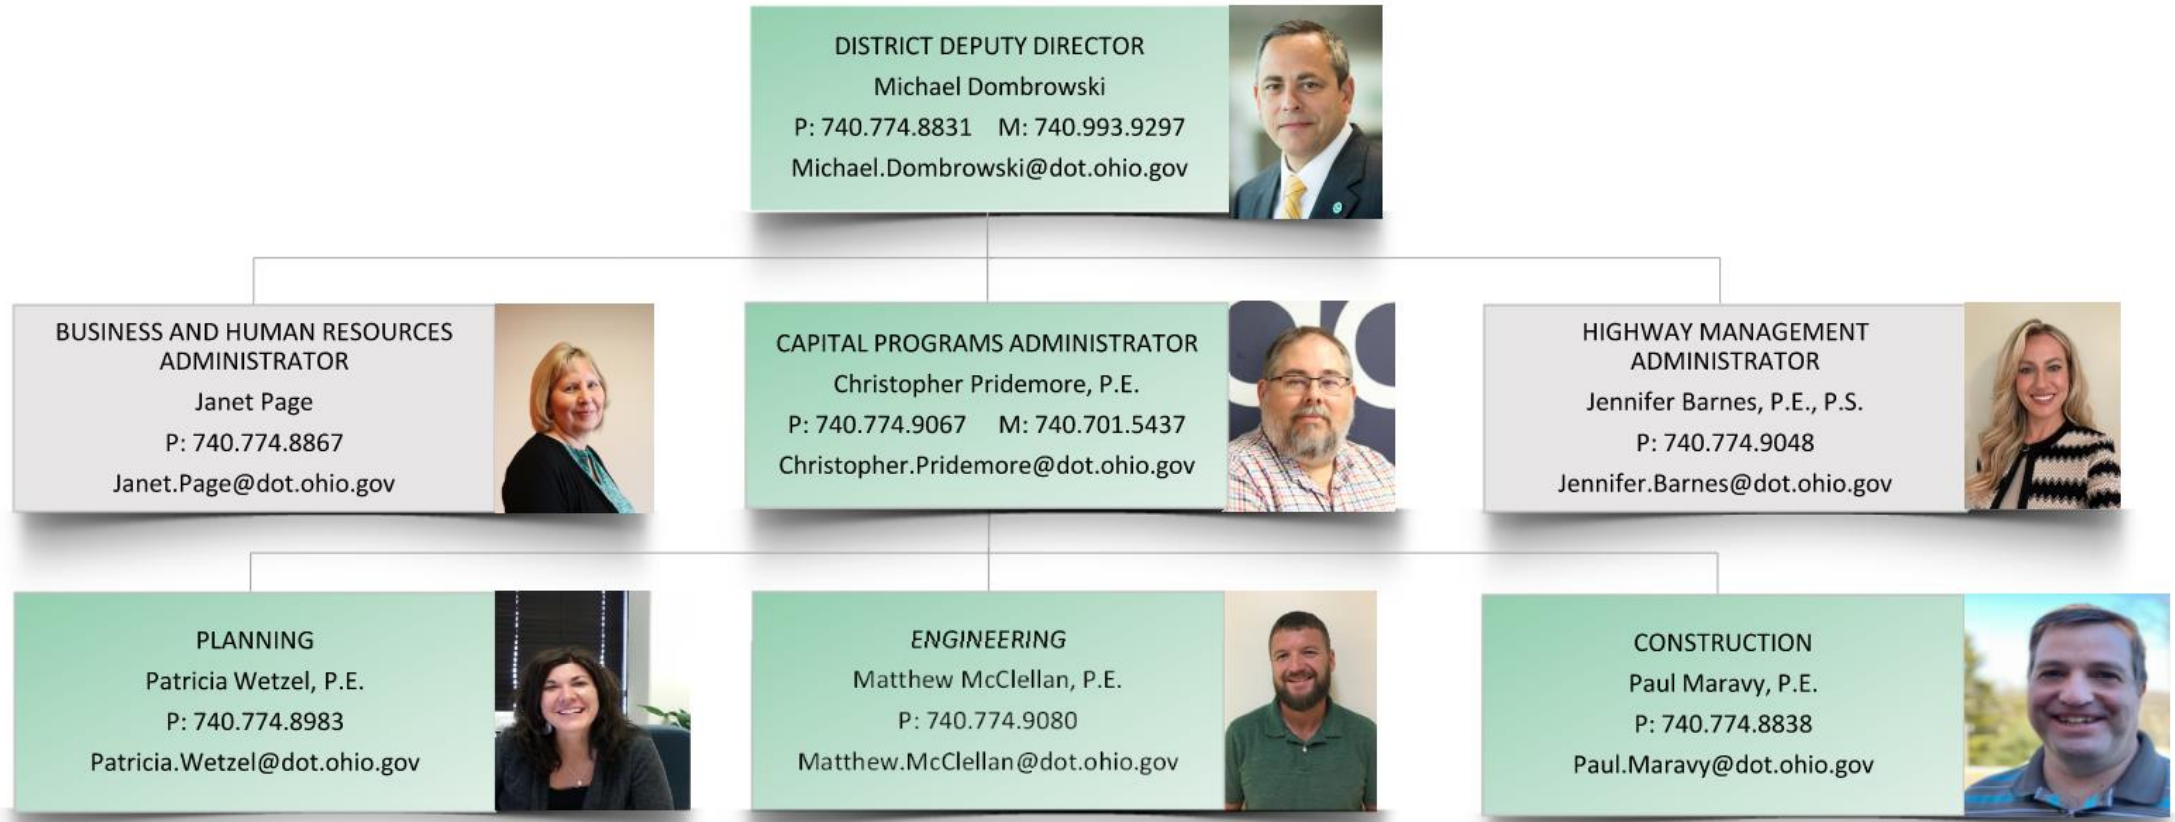 DISTRICT DEPUTY DIRECTOR
Michael Dombrowski
P: 740.774.8831 M: 740.993.9297
Michael.Dombrowski@dot.ohio.gov
BUSINESS AND HUMAN RESOURCES
ADMINISTRATOR
Janet Page
P: 740.774.8867
Janet.Page@dot.ohio.gov
CAPITAL PROGRAMS ADMINISTRATOR
Christopher Pridemore, P.E.
P: 740.774.9067 M: 740.701.5437
Christopher.Pridemore@dot.ohio.gov
HIGHWAY MANAGEMENT
ADMINISTRATOR
Jennifer Barnes, P.E., P.S.
P: 740.774.9048
Jennifer.Barnes@dot.ohio.gov
PLANNING
Patricia Wetzel, P.E.
P: 740.774.8983
Patricia.Wetzel@dot.ohio.gov
ENGINEERING
Matthew McClellan, P.E.
P: 740.774.9080
Matthew.McClellan@dot.ohio.gov
CONSTRUCTION
Paul Maravy, P.E.
P: 740.774.8838
Paul.Maravy@dot.ohio.gov